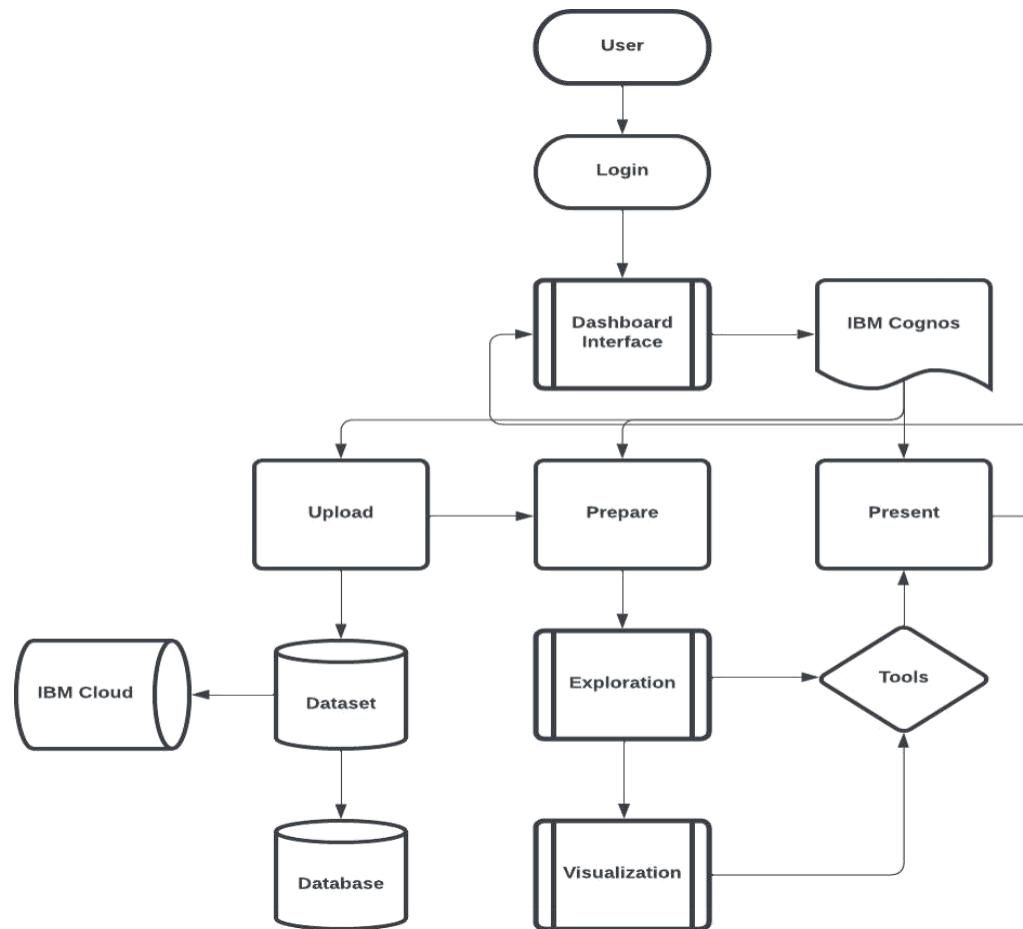 User
Login
Dashboard
Interface
IBM Cognos
Upload
Prepare
Present
IBM Cloud
Dataset
Exploration
Tools
Database
Visualization